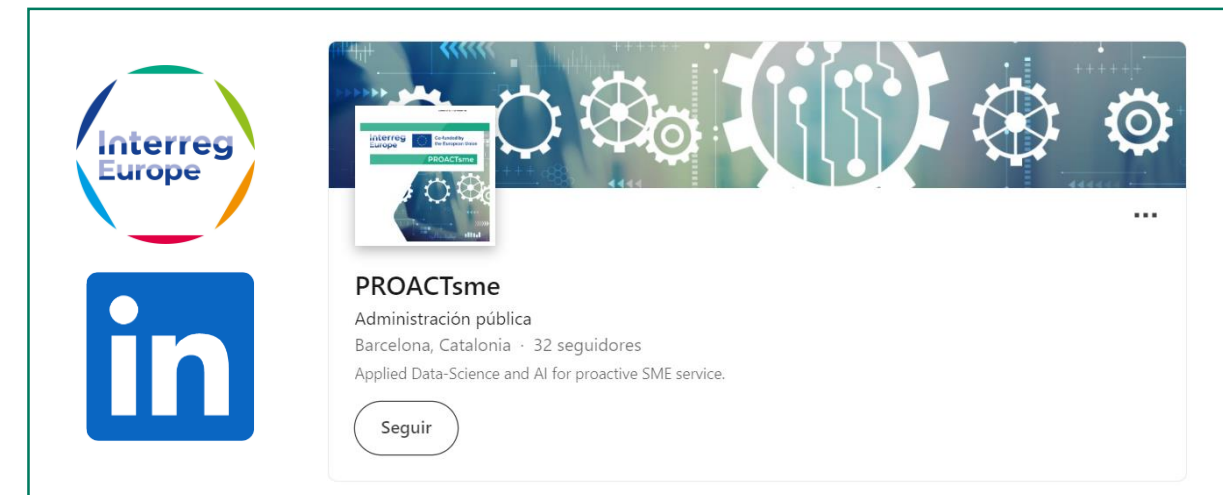 Interreg
Europe
in
Interreg
Europe
Co-funded by
the European Union
PROACTsme
PROACTsme
Administración pública
Barcelona, Catalonia · 32 seguidores
Applied Data-Science and AI for proactive SME service.
Seguir